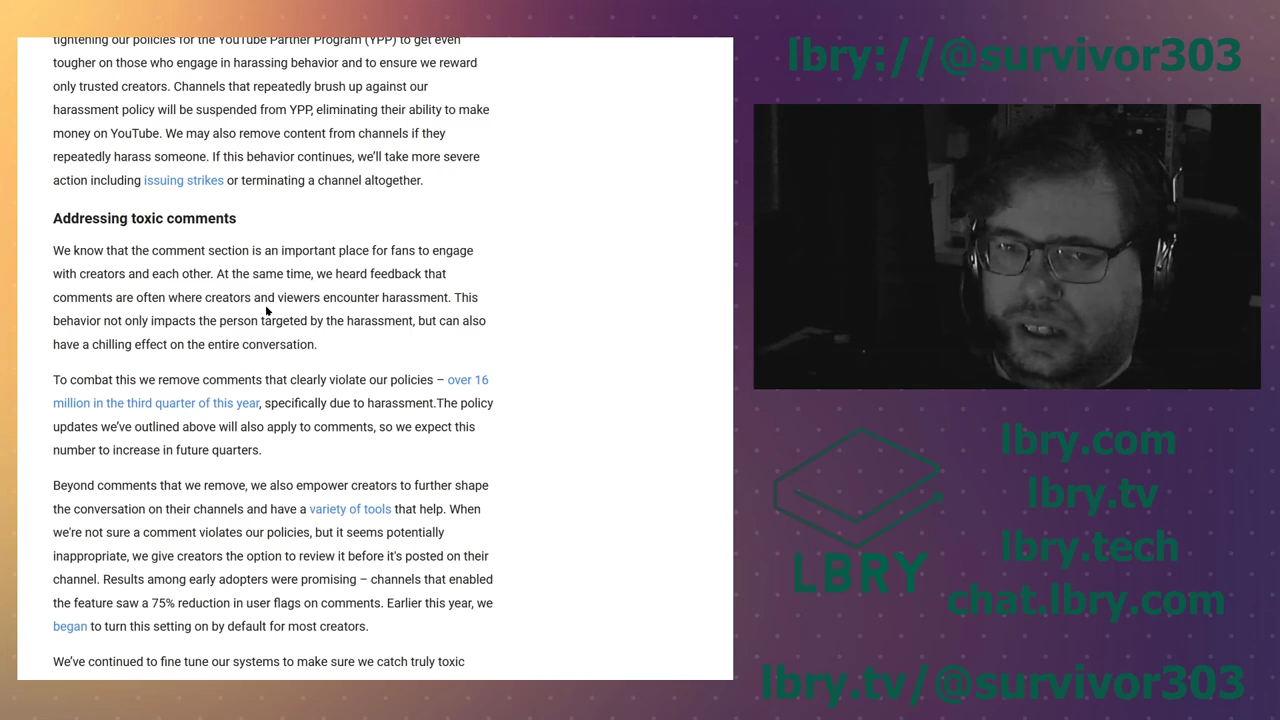 tightening our policies for the YouTube Partner Program (YPP) to get even
tougher on those who engage in harassing behavior and to ensure we reward
only trusted creators. Channels that repeatedly brush up against our
harassment policy will be suspended from YPP, eliminating their ability to make
money on YouTube. We may also remove content from channels if they
repeatedly harass someone. If this behavior continues, we’ll take more severe
action including issuing strikes or terminating a channel altogether.
Addressing toxic comments
We know that the comment section is an important place for fans to engage
with creators and each other. At the same time, we heard feedback that
comments are often where creators and viewers encounter harassment. This
behavior not only impacts the person targeted by the harassment, but can also
have a chilling effect on the entire conversation.
To combat this we remove comments that clearly violate our policies – over 16
million in the third quarter of this year, specifically due to harassment.The policy
updates we’ve outlined above will also apply to comments, so we expect this
number to increase in future quarters.
Beyond comments that we remove, we also empower creators to further shape
the conversation on their channels and have a variety of tools that help. When
we're not sure a comment violates our policies, but it seems potentially
inappropriate, we give creators the option to review it before it's posted on their
channel. Results among early adopters were promising – channels that enabled
the feature saw a 75% reduction in user flags on comments. Earlier this year, we
began to turn this setting on by default for most creators.
We’ve continued to fine tune our systems to make sure we catch truly toxic
lbry://@survivor303
LBRY
lbry.com
lbry.tv
lbry.tech
chat.lbry.com
lbry.tv/@survivor303